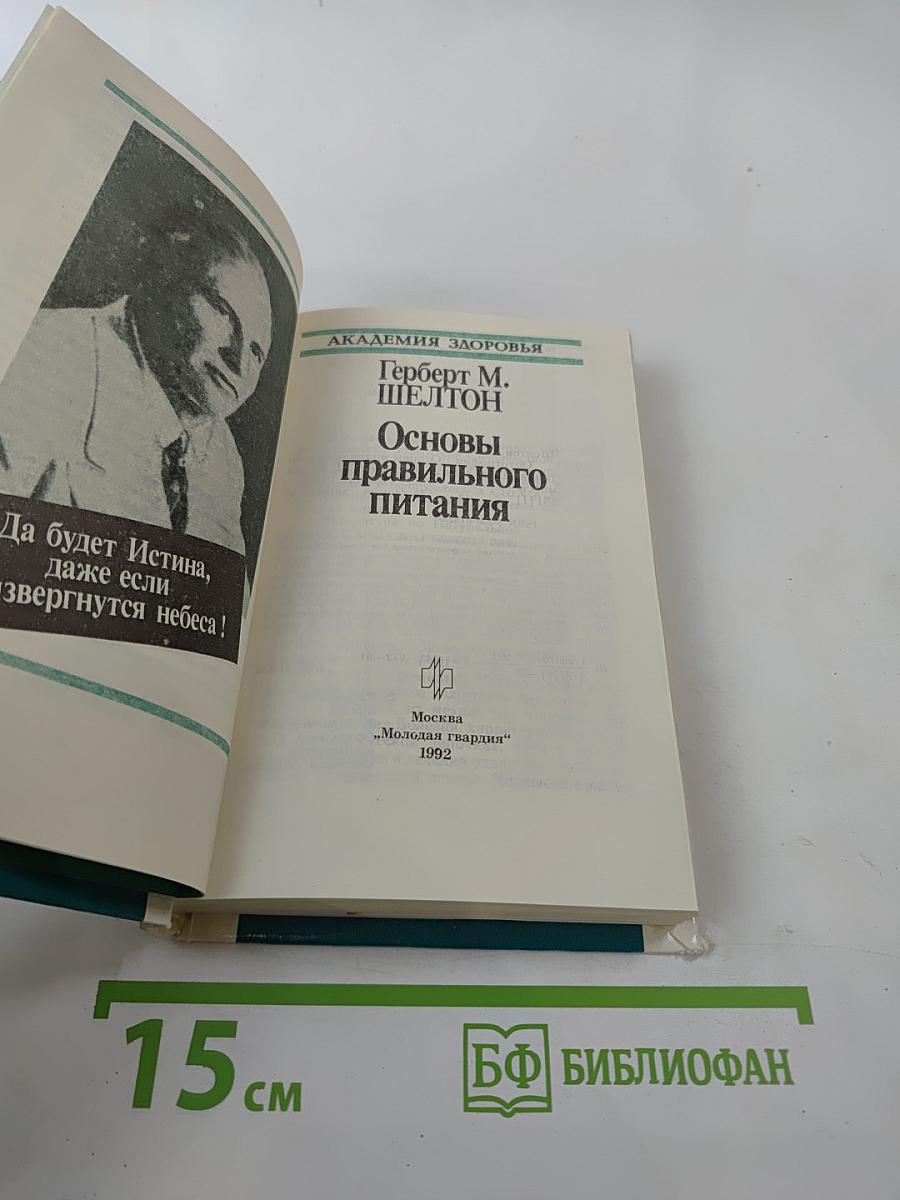 Да будет Истина,
даже если
извергнутся небеса!
АКАДЕМИЯ ЗДОРОВЬЯ
Герберт М.
ШЕЛТОН
Основы
правильного
питания
Москва
„Молодая гвардия“
1992
15 см
БФ БИБЛИОФАН